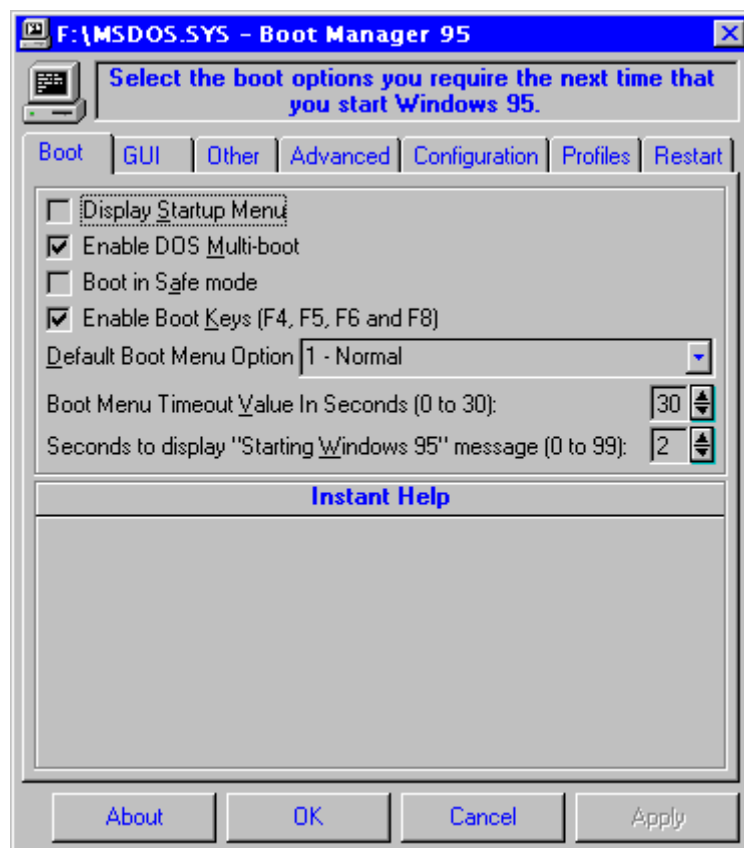 F:\MSDOS.SYS - Boot Manager 95
Select the boot options you require the next time that
you start Windows 95.
Boot GUI Other Advanced Configuration Profiles Restart
Display Startup Menu
Enable DOS Multi-boot
Boot in Safe mode
Enable Boot Keys (F4, F5, F6 and F8)
Default Boot Menu Option 1 - Normal
Boot Menu Timeout Value In Seconds (0 to 30): 30
Seconds to display "Starting Windows 95" message (0 to 99): 2
Instant Help
About OK Cancel Apply